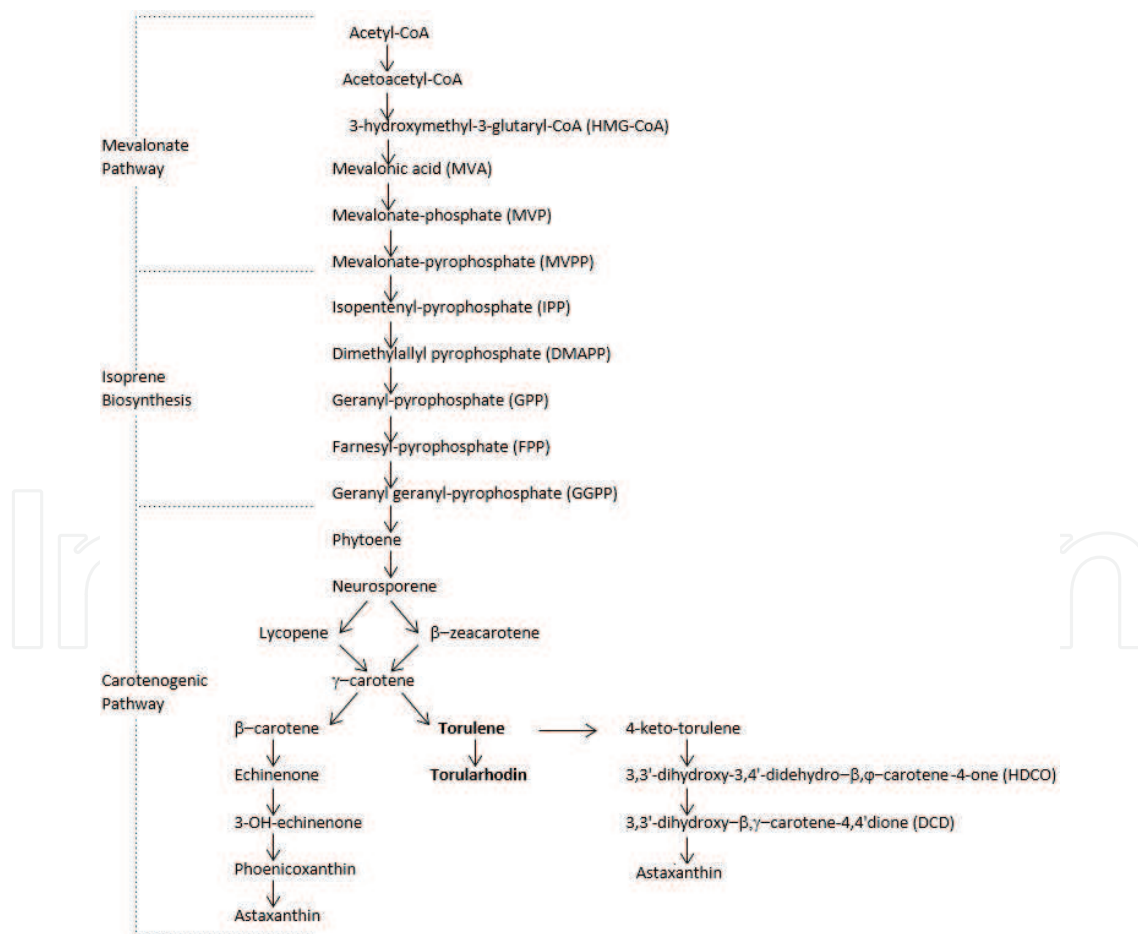 Acetyl-CoA
Acetoacetyl-CoA
3-hydroxymethyl-3-glutaryl-CoA (HMG-CoA)
Mevalonate
Pathway
Mevalonic acid (MVA)
Mevalonate-phosphate (MVP)
Mevalonate-pyrophosphate (MVPP)
Isopentenyl-pyrophosphate (IPP)
Dimethylallyl pyrophosphate (DMAPP)
Isoprene
Biosynthesis
Geranyl-pyrophosphate (GPP)
Farnesyl-pyrophosphate (FPP)
Geranyl geranyl-pyrophosphate (GGPP)
Phytoene
Neurosporene
Lycopene β–zeacarotene
Carotenogenic
Pathway
γ–carotene
β–carotene Torulene 4-keto-torulene
Echinenone Torularhodin 3,3'-dihydroxy-3,4'-didehydro–β,φ–carotene-4-one (HDCO)
3-OH-echinenone 3,3'-dihydroxy–β,γ–carotene-4,4'dione (DCD)
Phoenicoxanthin Astaxanthin
Astaxanthin